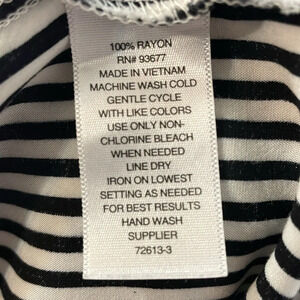 100% RAYON
RN# 93677
MADE IN VIETNAM
MACHINE WASH COLD
GENTLE CYCLE
WITH LIKE COLORS
USE ONLY NON-
CHLORINE BLEACH
WHEN NEEDED
LINE DRY
IRON ON LOWEST
SETTING AS NEEDED
FOR BEST RESULTS
HAND WASH
SUPPLIER
72613-3